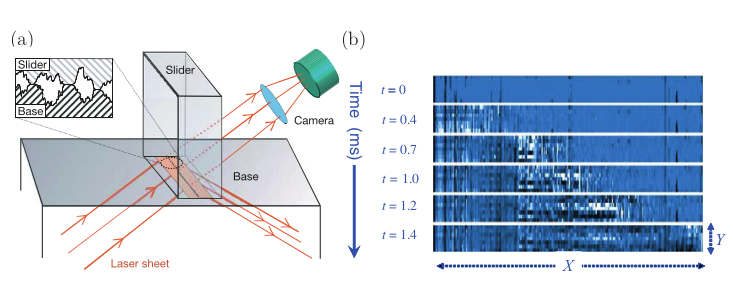 (a)
Slider
Base
Slider
Camera
Base
Laser sheet
(b)
Time (ms)
t = 0
t = 0.4
t = 0.7
t = 1.0
t = 1.2
t = 1.4
Y
X